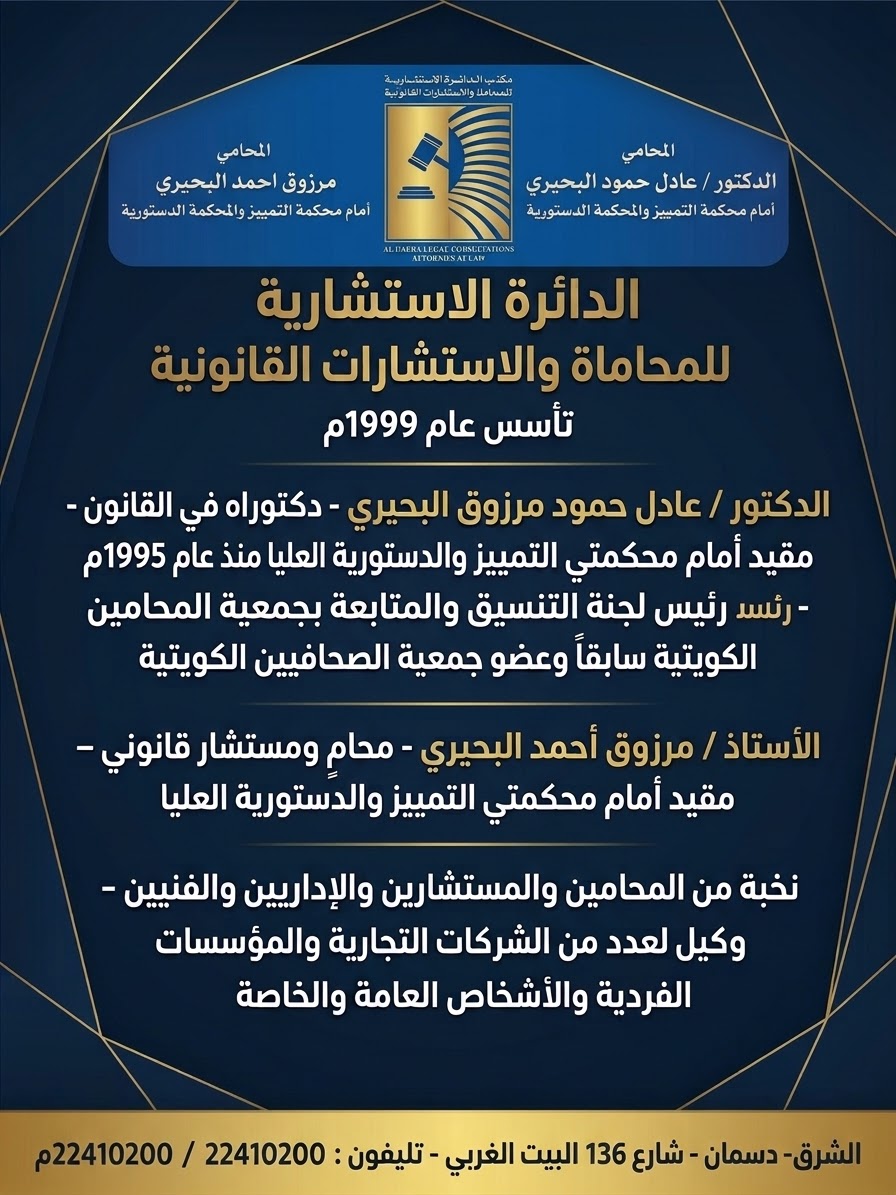 مكتب الدائرة الاستشارية
للمحاماة والاستشارات القانونية
المحامي
الدكتور / عادل حمود البحيري
أمام محكمة التمييز والمحكمة الدستورية
المحامي
مرزوق احمد البحيري
أمام محكمة التمييز والمحكمة الدستورية
AL DAERA LEGAL CONSULTATIONS
ATTORNEYS AT LAW
الدائرة الاستشارية
للمحاماة والاستشارات القانونية
تأسس عام 1999م
الدكتور / عادل حمود مرزوق البحيري - دكتوراه في القانون -
مقيد أمام محكمتي التمييز والدستورية العليا منذ عام 1995م
- رئسد رئيس لجنة التنسيق والمتابعة بجمعية المحامين
الكويتية سابقاً وعضو جمعية الصحافيين الكويتية
الأستاذ / مرزوق أحمد البحيري - محامٍ ومستشار قانوني –
مقيد أمام محكمتي التمييز والدستورية العليا
نخبة من المحامين والمستشارين والإداريين والفنيين –
وكيل لعدد من الشركات التجارية والمؤسسات
الفردية والأشخاص العامة والخاصة
الشرق- دسمان - شارع 136 البيت الغربي - تليفون : 22410200 / 22410200م